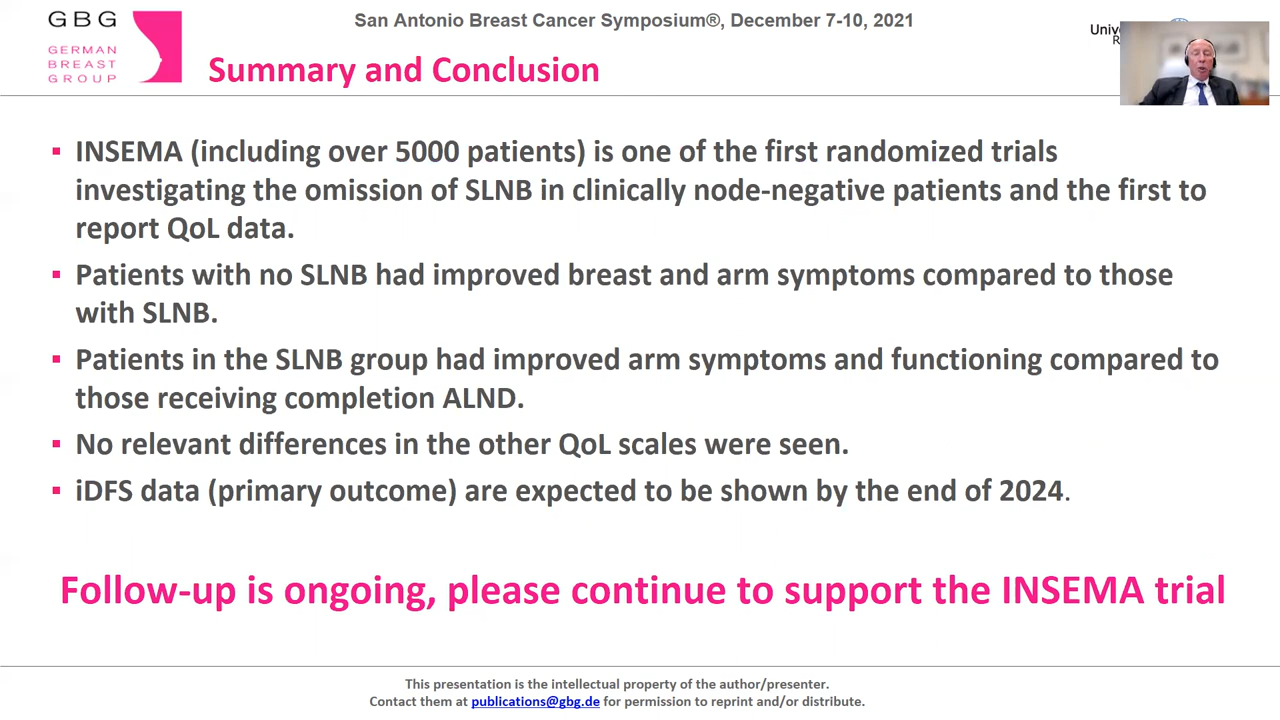 GBG
GERMAN
BREAST
GROUP
San Antonio Breast Cancer Symposium®, December 7-10, 2021
Summary and Conclusion
▪ INSEMA (including over 5000 patients) is one of the first randomized trials
investigating the omission of SLNB in clinically node-negative patients and the first to
report QoL data.
▪ Patients with no SLNB had improved breast and arm symptoms compared to those
with SLNB.
▪ Patients in the SLNB group had improved arm symptoms and functioning compared to
those receiving completion ALND.
▪ No relevant differences in the other QoL scales were seen.
▪ iDFS data (primary outcome) are expected to be shown by the end of 2024.
Follow-up is ongoing, please continue to support the INSEMA trial
This presentation is the intellectual property of the author/presenter.
Contact them at publications@gbg.de for permission to reprint and/or distribute.